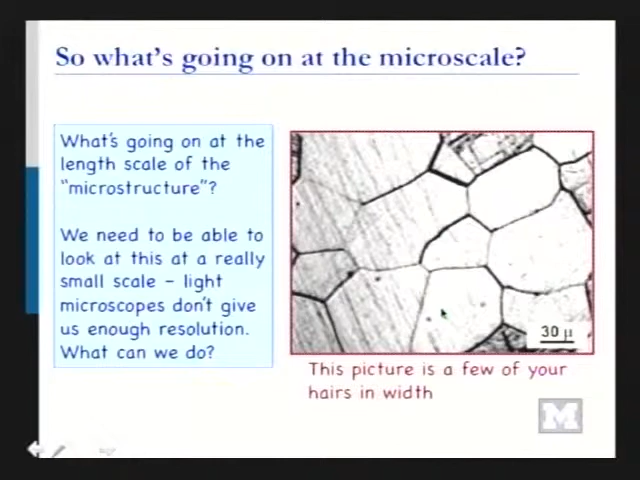 So what's going on at the microscale?
What's going on at the
length scale of the
"microstructure"?
We need to be able to
look at this at a really
small scale – light
microscopes don't give
us enough resolution.
What can we do?
30 μ
This picture is a few of your
hairs in width
M